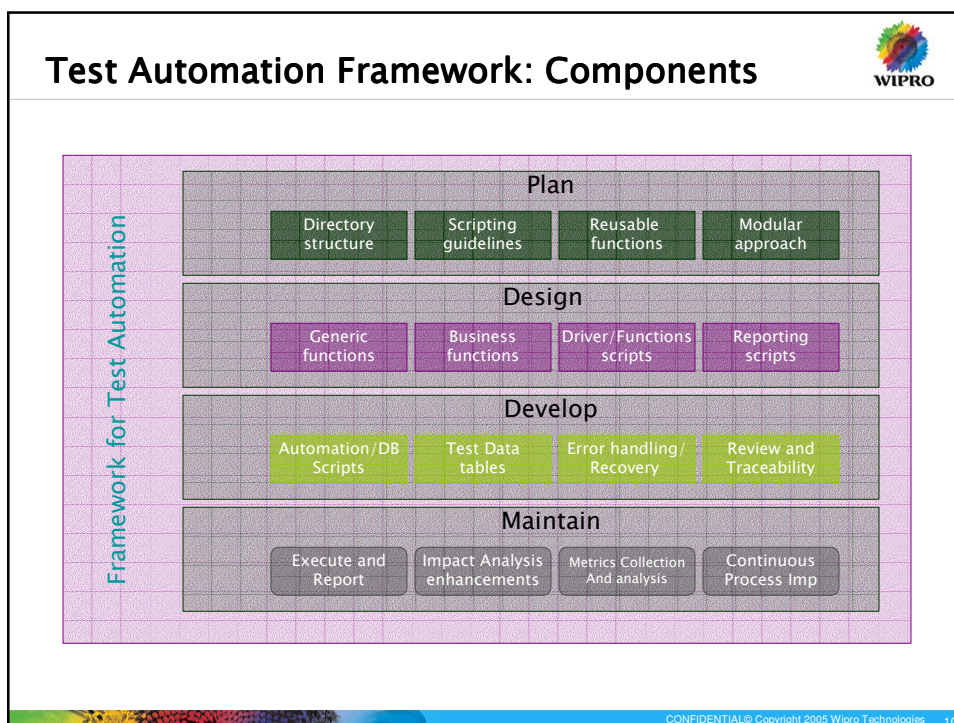 Test Automation Framework: Components
WIPRO
Framework for Test Automation
Plan
Directory
structure
Scripting
guidelines
Reusable
functions
Modular
approach
Design
Generic
functions
Business
functions
Driver/Functions
scripts
Reporting
scripts
Develop
Automation/DB
Scripts
Test Data
tables
Error handling/
Recovery
Review and
Traceability
Maintain
Execute and
Report
Impact Analysis
enhancements
Metrics Collection
And analysis
Continuous
Process Imp
CONFIDENTIAL© Copyright 2005 Wipro Technologies